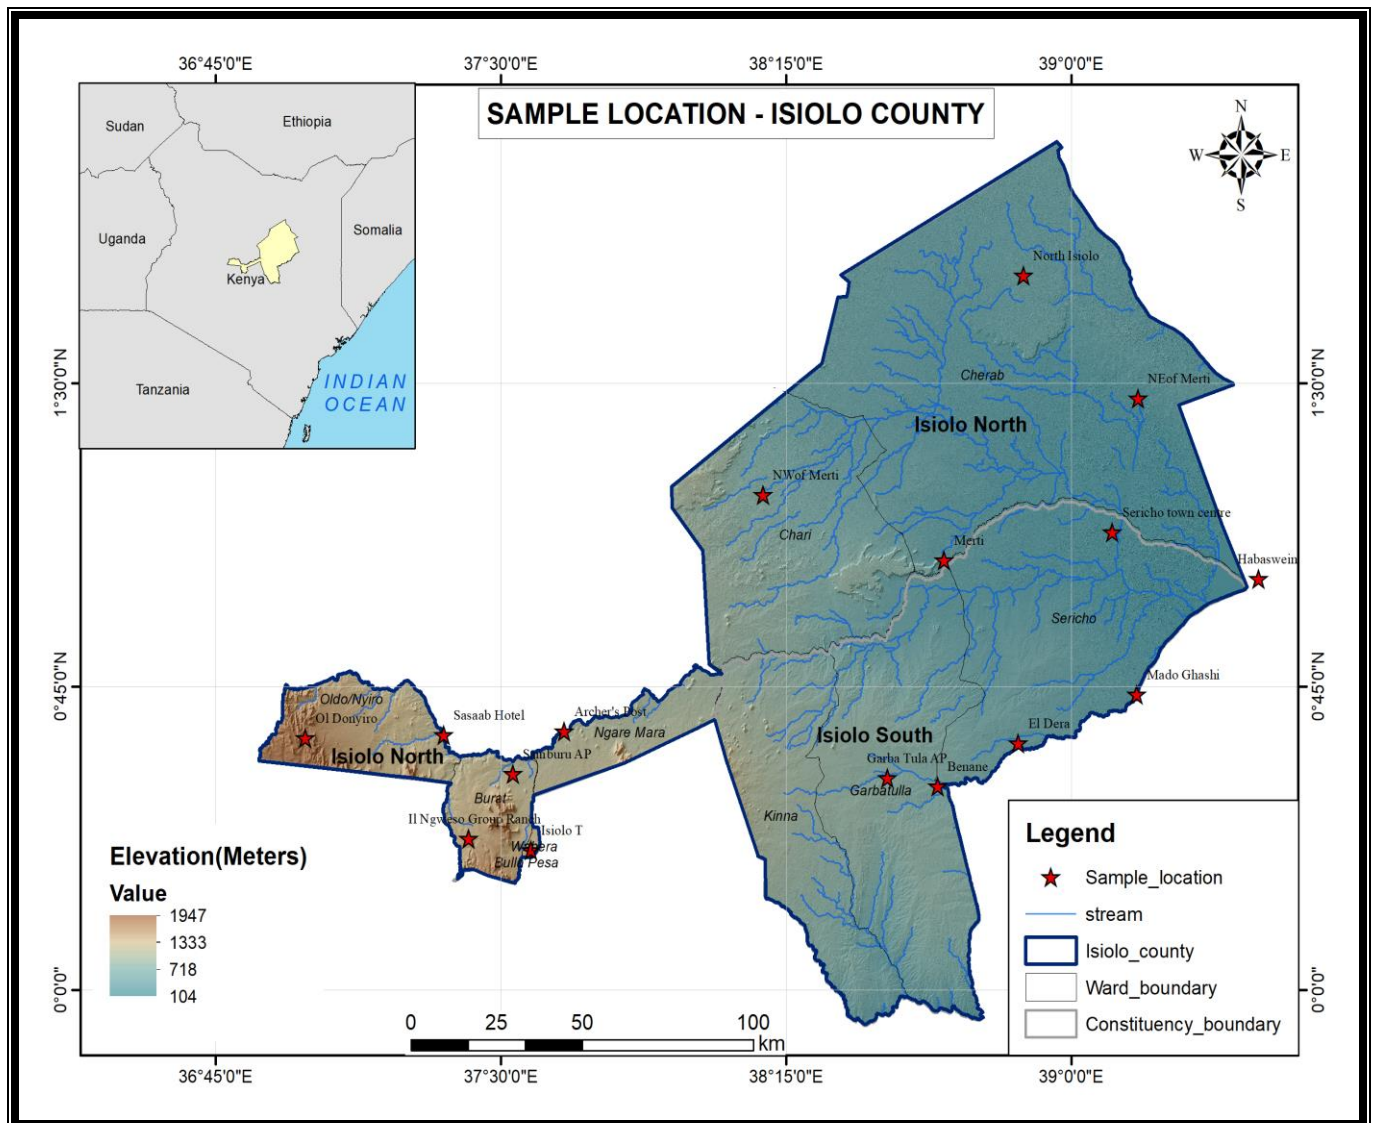 36°45'0"E
37°30'0"E
38°15'0"E
39°0'0"E
SAMPLE LOCATION - ISIOLO COUNTY
N
W
E
S
Sudan
Ethiopia
Uganda
Somalia
Kenya
Tanzania
INDIAN
OCEAN
1°30'0"N
1°30'0"N
North Isiolo
Cherab
NEof Merti
Isiolo North
NWof Merti
Chari
Sericho town centre
Merti
Habaswein
Sericho
0°45'0"N
0°45'0"N
Mado Ghashi
Oldo/Nyiro
Ol Donyiro
Sasaab Hotel
Archer's Post
Ngare Mara
El Dera
Isiolo North
Isiolo South
Samburu AP
Garba Tula AP
Benane
Garbatulla
Burat
Kinna
Il Ngweso Group Ranch
Isiolo T
Wabera
Bulla Pesa
Elevation(Meters)
Value
1947
1333
718
104
Legend
Sample_location
stream
Isiolo_county
Ward_boundary
Constituency_boundary
0°0'0"
0°0'0"
0
25
50
100
km
36°45'0"E
37°30'0"E
38°15'0"E
39°0'0"E